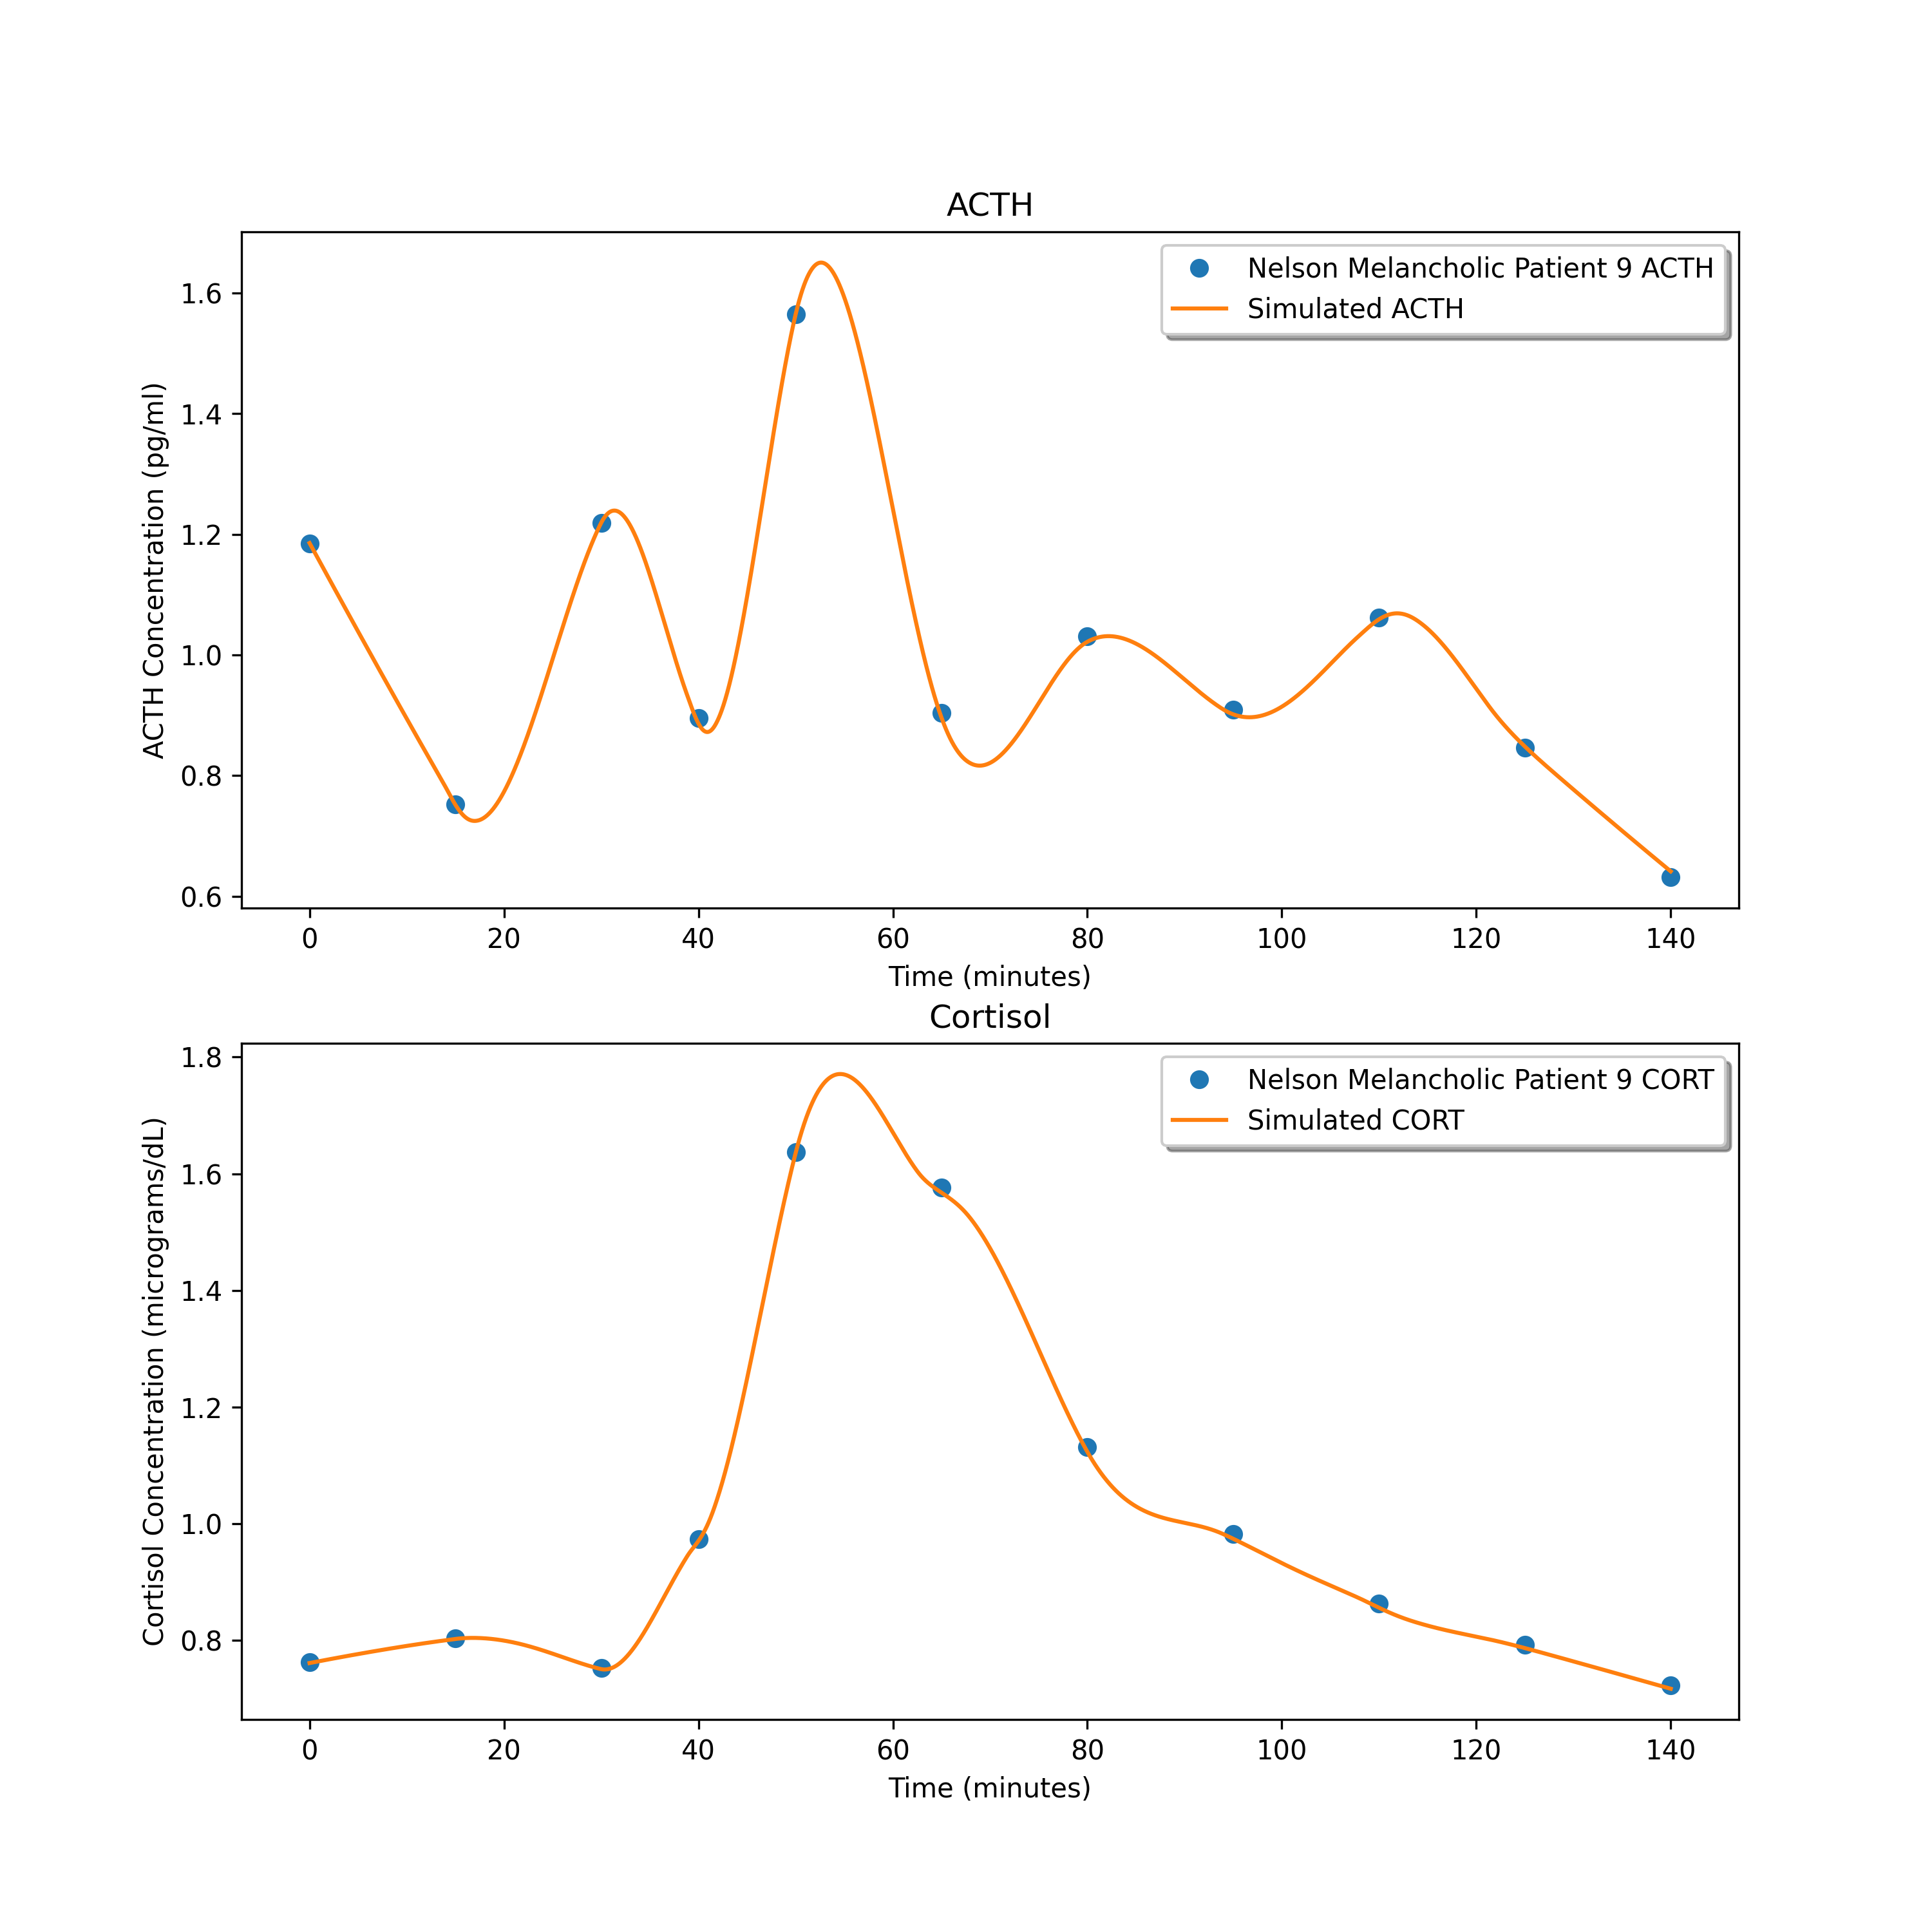 ACTH
Nelson Melancholic Patient 9 ACTH
Simulated ACTH
ACTH Concentration (pg/ml)
1.6
1.4
1.2
1.0
0.8
0.6
0 20 40 60 80 100 120 140
Time (minutes)
Cortisol
Nelson Melancholic Patient 9 CORT
Simulated CORT
Cortisol Concentration (micrograms/dL)
1.8
1.6
1.4
1.2
1.0
0.8
0 20 40 60 80 100 120 140
Time (minutes)